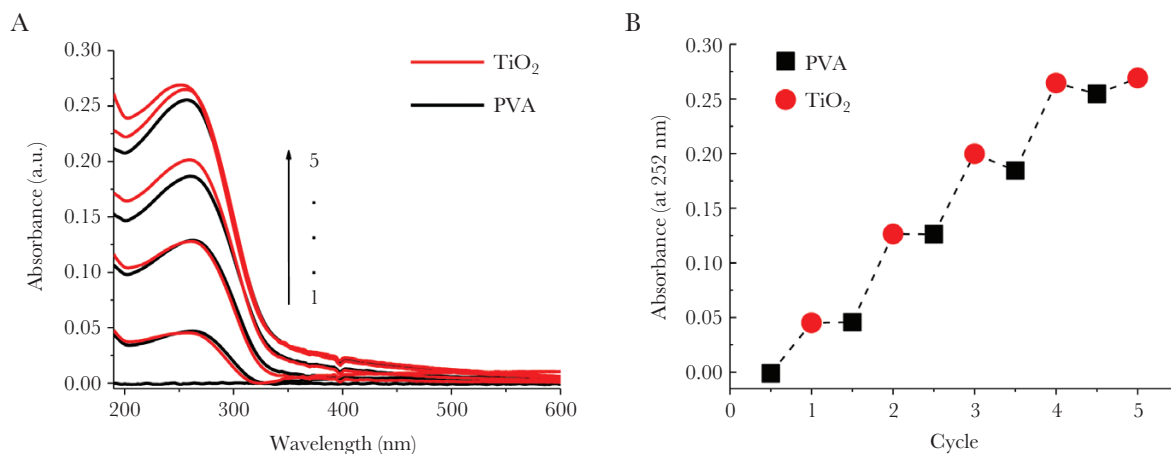 A
0.30
0.25
0.20
0.15
0.10
0.05
0.00
Absorbance (a.u.)
TiO₂
PVA
5
.
.
.
1
200 300 400 500 600
Wavelength (nm)
B
0.30
0.25
0.20
0.15
0.10
0.05
0.00
Absorbance (at 252 nm)
PVA
TiO₂
0 1 2 3 4 5
Cycle